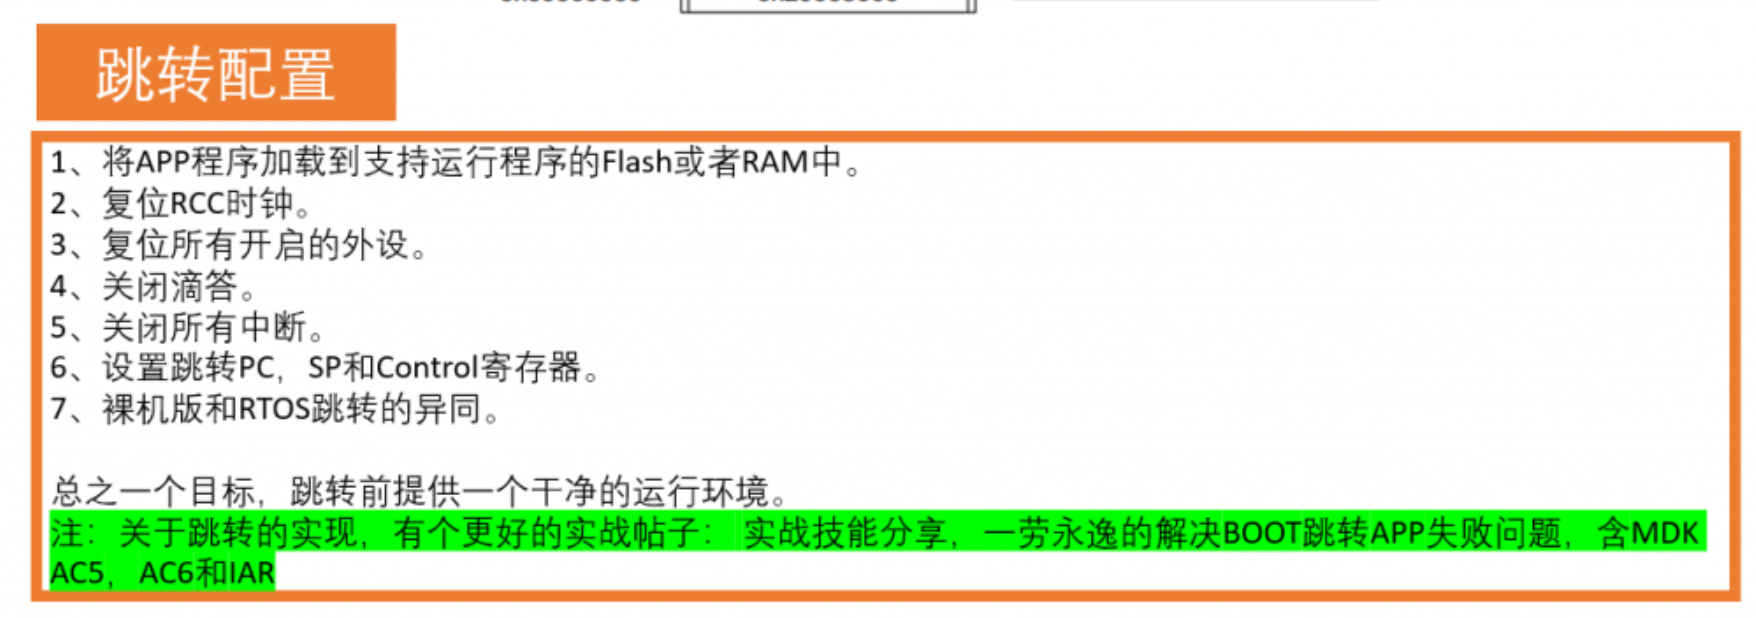 跳转配置
1、将APP程序加载到支持运行程序的Flash或者RAM中。
2、复位RCC时钟。
3、复位所有开启的外设。
4、关闭滴答。
5、关闭所有中断。
6、设置跳转PC，SP和Control寄存器。
7、裸机版和RTOS跳转的异同。
总之一个目标，跳转前提供一个干净的运行环境。
注：关于跳转的实现，有个更好的实战帖子： 实战技能分享，一劳永逸的解决BOOT跳转APP失败问题，含MDK
AC5，AC6和IAR